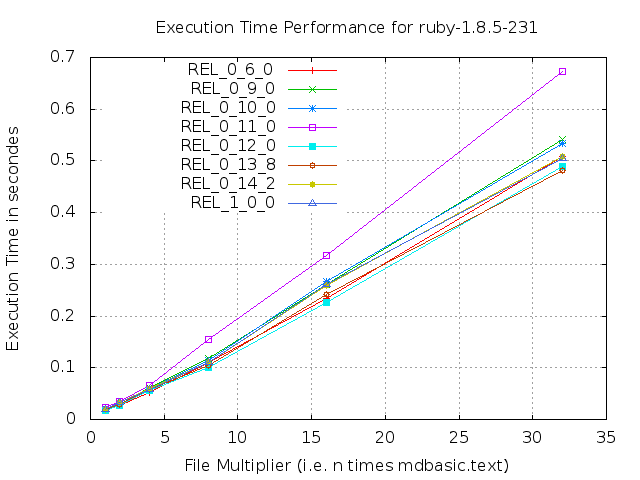 Execution Time Performance for ruby-1.8.5-231
0.7
0.6
0.5
0.4
0.3
0.2
0.1
0
Execution Time in secondes
REL_0_6_0
REL_0_9_0
REL_0_10_0
REL_0_11_0
REL_0_12_0
REL_0_13_8
REL_0_14_2
REL_1_0_0
0 5 10 15 20 25 30 35
File Multiplier (i.e. n times mdbasic.text)